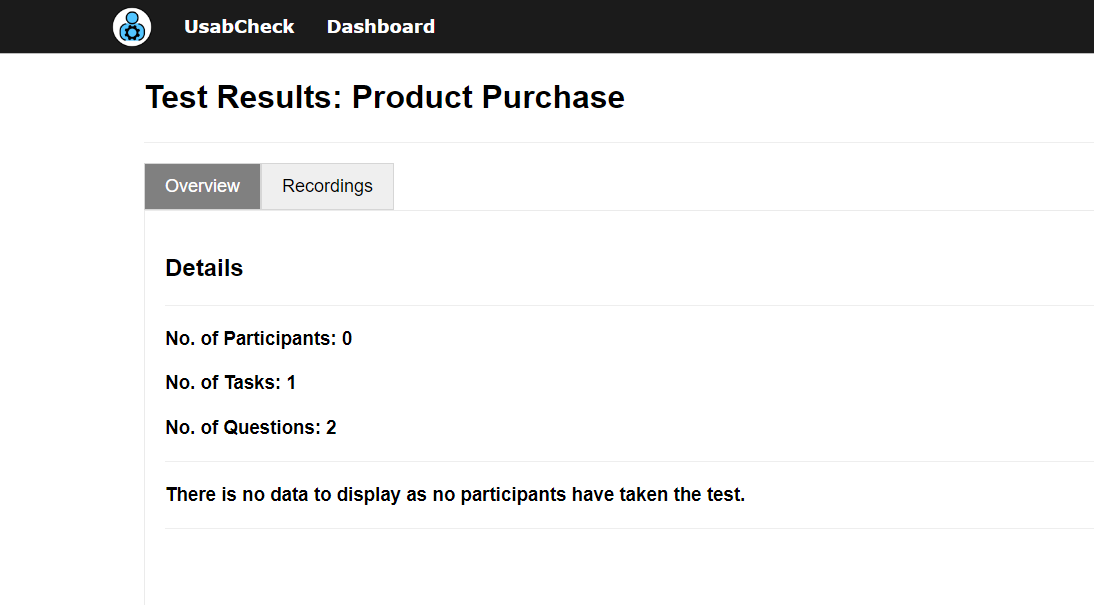 UsabCheck Dashboard
Test Results: Product Purchase
Overview Recordings
Details
No. of Participants: 0
No. of Tasks: 1
No. of Questions: 2
There is no data to display as no participants have taken the test.